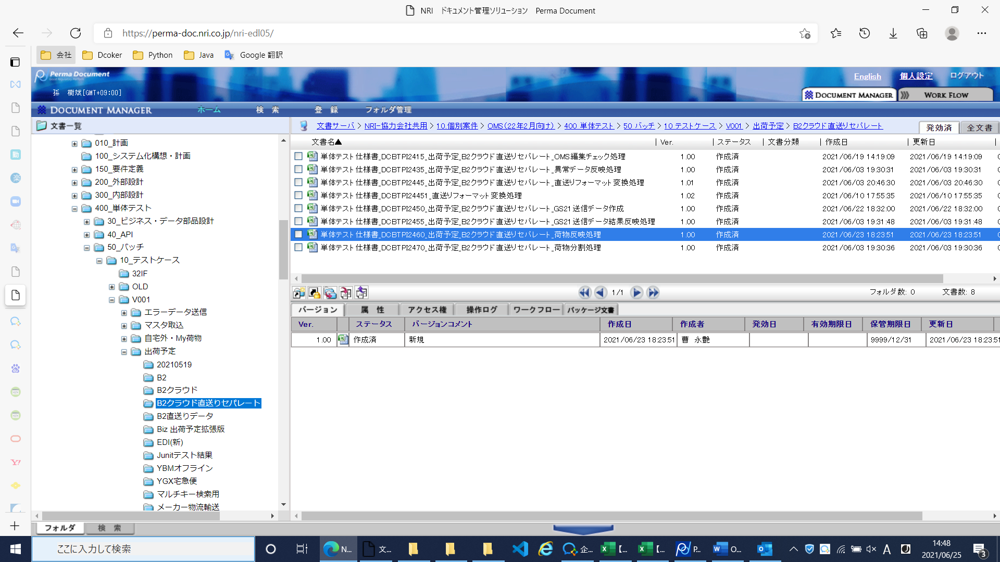 NRI ドキュメント管理ソリューション Perma Document
https://perma-doc.nri.co.jp/nri-edl05/
会社 Dcoker Python Java Google 翻訳
Perma Document
English 個人設定 ログアウト
孫 樹斌[GMT+09:00]
DOCUMENT MANAGER WORK FLOW
DOCUMENT MANAGER ホーム 検 索 登 録 フォルダ管理
文書一覧
文書サーバ > NRI-協力会社共用 > 10.個別案件 > OMS(22年2月向け) > 400 単体テスト > 50 バッチ > 10 テストケース > V001 > 出荷予定 > B2クラウド直送りセパレート
発効済 全文書
010_計画
100_システム化構想・計画
150_要件定義
200_外部設計
300_内部設計
400_単体テスト
30_ビジネス・データ部品設計
40_API
50_バッチ
10_テストケース
32IF
OLD
V001
エラーデータ送信
マスタ取込
自宅外・My荷物
出荷予定
20210519
B2
B2クラウド
B2クラウド直送りセパレート
B2直送りデータ
Biz 出荷予定拡張版
EDI(新)
Junitテスト結果
YBMオフライン
YGX宅急便
マルチキー検索用
メーカー物流輸送
フォルダ 検 索
文書名▲ Ver. ステータス 文書分類 作成日 更新日
単体テスト仕様書_DCBTPI2415_出荷予定_B2クラウド直送りセパレート_OMS編集チェック処理 1.00 作成済 2021/06/19 14:19:09 2021/06/19 14:19:09
単体テスト仕様書_DCBTPI2435_出荷予定_B2クラウド直送りセパレート_異常データ反映処理 1.00 作成済 2021/06/03 19:30:31 2021/06/03 19:30:31
単体テスト仕様書_DCBTPI2445_出荷予定_B2クラウド直送りセパレート_直送りフォーマット変換処理 1.01 作成済 2021/06/03 20:46:30 2021/06/03 20:46:30
単体テスト仕様書_DCBTPI24451_直送りフォーマット変換処理 1.02 作成済 2021/06/10 17:55:35 2021/06/10 17:55:35
単体テスト仕様書_DCBTPI2450_出荷予定_B2クラウド直送りセパレート_GS21送信データ作成 1.00 作成済 2021/06/22 18:32:00 2021/06/22 18:32:00
単体テスト仕様書_DCBTPI2455_出荷予定_B2クラウド直送りセパレート_GS21送信データ結果反映処理 1.00 作成済 2021/06/03 19:31:48 2021/06/03 19:31:48
単体テスト仕様書_DCBTPI2460_出荷予定_B2クラウド直送りセパレート_荷物反映処理 1.00 作成済 2021/06/23 18:23:51 2021/06/23 18:23:51
単体テスト仕様書_DCBTPI2470_出荷予定_B2クラウド直送りセパレート_荷物分割処理 1.00 作成済 2021/06/03 19:30:36 2021/06/03 19:30:36
1/1 フォルダ数: 0 文書数: 8
バージョン 属 性 アクセス権 操作ログ ワークフロー パッケージ文書
Ver. ステータス バージョンコメント 作成日 作成者 発効日 有効期限日 保管期限日 更新日
1.00 作成済 新規 2021/06/23 18:23:51 曹 永艶 9999/12/31 2021/06/23 18:23:51
ここに入力して検索
N... 文... 企... 【... 【... P... O...
A
14:48
2021/06/25
3